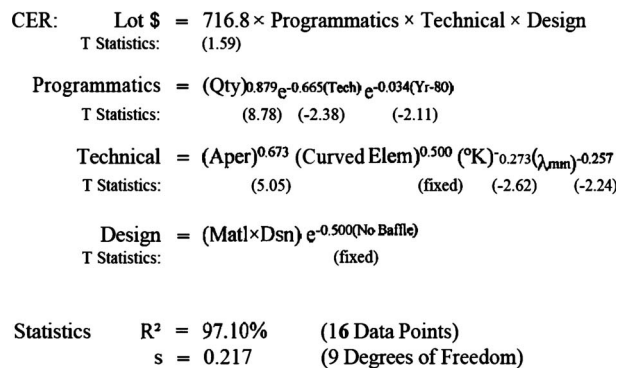 CER: Lot $ = 716.8 × Programmatics × Technical × Design
T Statistics: (1.59)
Programmatics = (Qty)0.879e-0.665(Tech) e-0.034(Yr-80)
T Statistics: (8.78) (-2.38) (-2.11)
Technical = (Aper)0.673 (Curved Elem)0.500 (°K)-0.273(λmm)-0.257
T Statistics: (5.05) (fixed) (-2.62) (-2.24)
Design = (Matl×Dsn) e-0.500(No Baffle)
T Statistics: (fixed)
Statistics R² = 97.10% (16 Data Points)
s = 0.217 (9 Degrees of Freedom)